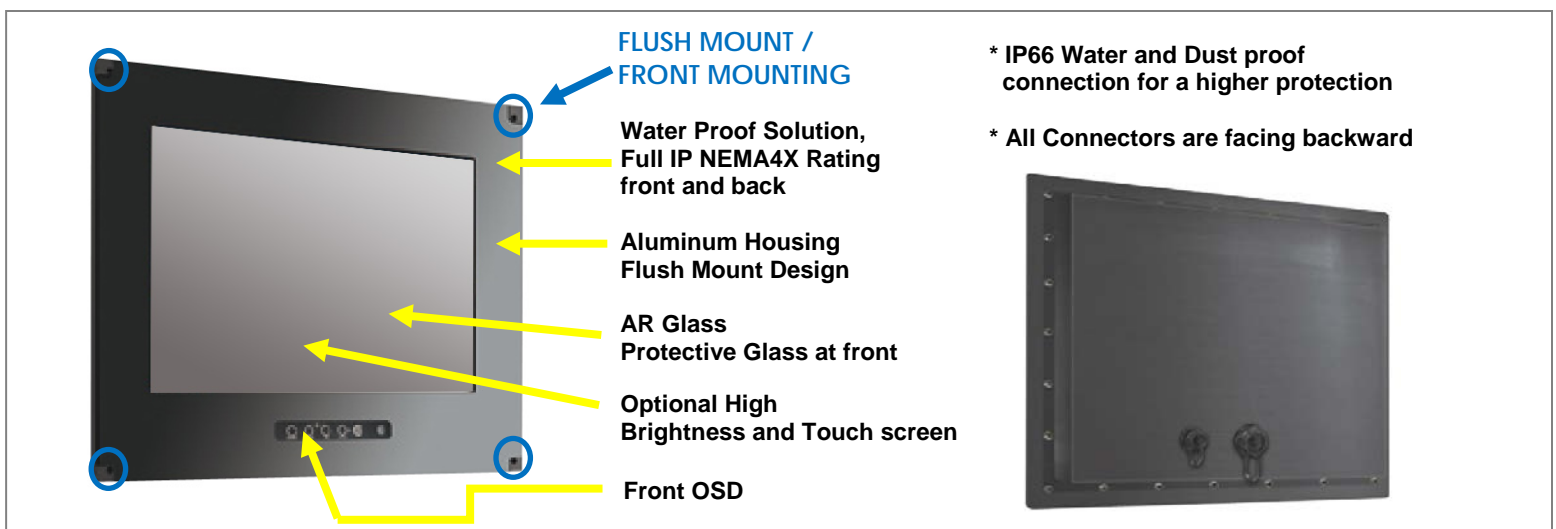 FLUSH MOUNT /
FRONT MOUNTING
Water Proof Solution,
Full IP NEMA4X Rating
front and back
Aluminum Housing
Flush Mount Design
AR Glass
Protective Glass at front
Optional High
Brightness and Touch screen
Front OSD
* IP66 Water and Dust proof
connection for a higher protection
* All Connectors are facing backward